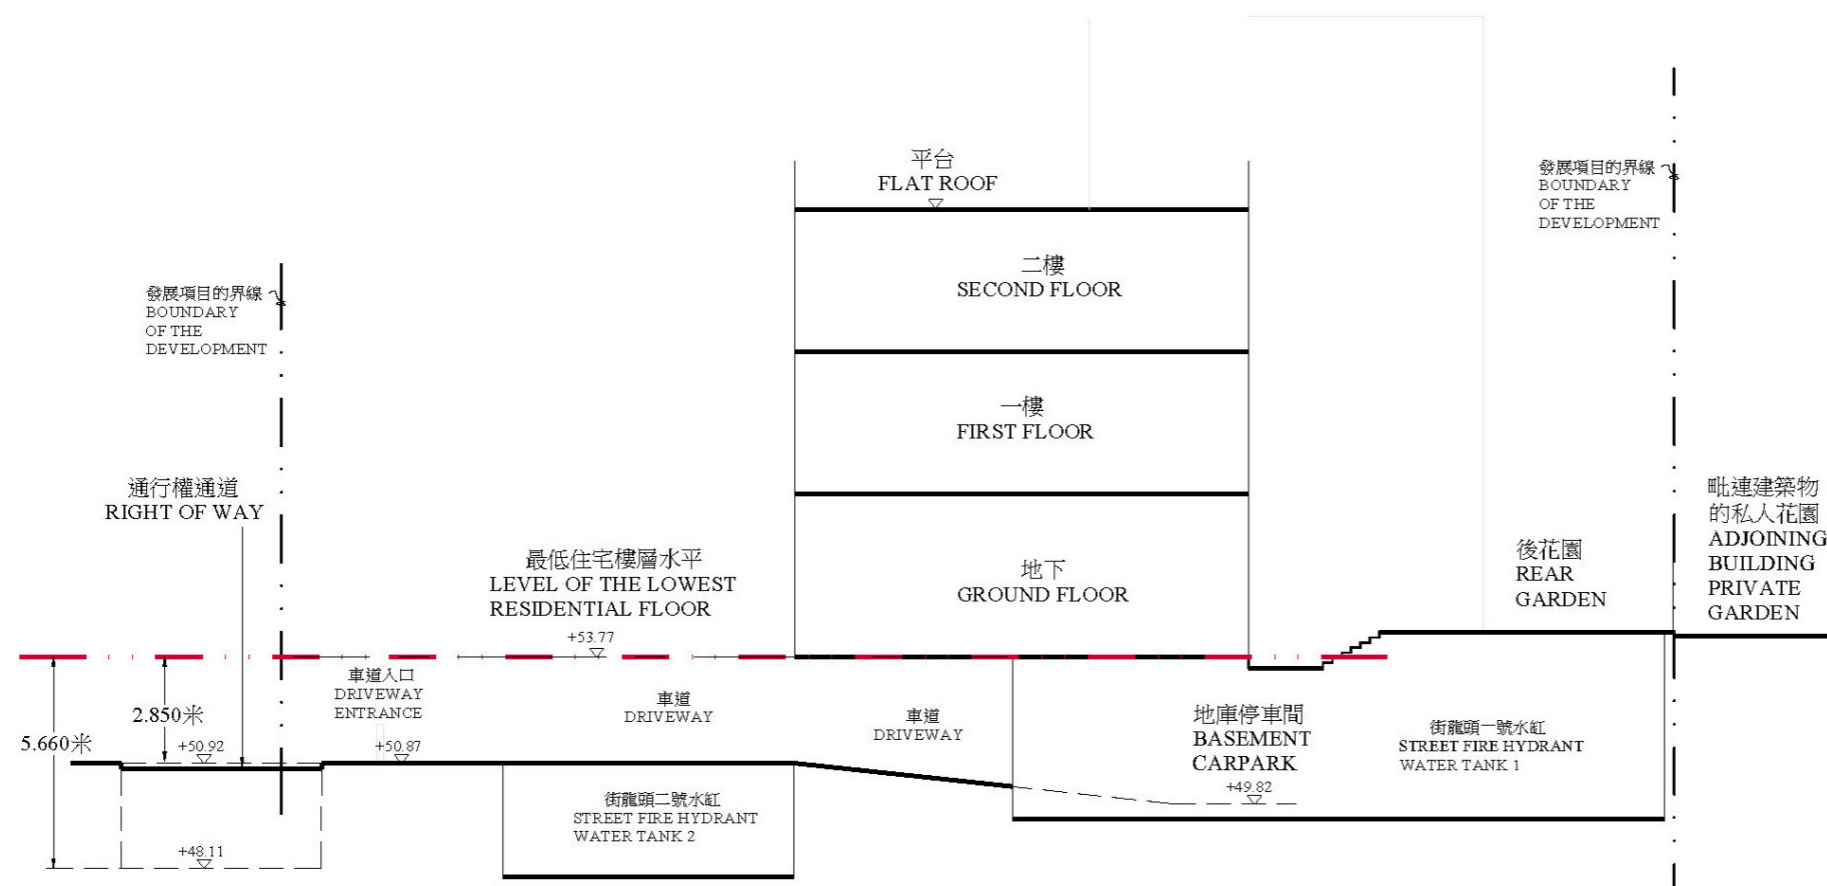 平台
FLAT ROOF
發展項目的界線
BOUNDARY
OF THE
DEVELOPMENT
二樓
SECOND FLOOR
發展項目的界線
BOUNDARY
OF THE
DEVELOPMENT
一樓
FIRST FLOOR
通行權通道
RIGHT OF WAY
毗連建築物
的私人花園
ADJOINING
BUILDING
PRIVATE
GARDEN
最低住宅樓層水平
LEVEL OF THE LOWEST
RESIDENTIAL FLOOR
+53.77
地下
GROUND FLOOR
後花園
REAR
GARDEN
車道入口
DRIVEWAY
ENTRANCE
車道
DRIVEWAY
車道
DRIVEWAY
地庫停車間
BASEMENT
CARPARK
+49.82
街龍頭一號水缸
STREET FIRE HYDRANT
WATER TANK 1
2.850米
5.660米
+50.92
+50.87
街龍頭二號水缸
STREET FIRE HYDRANT
WATER TANK 2
+48.11